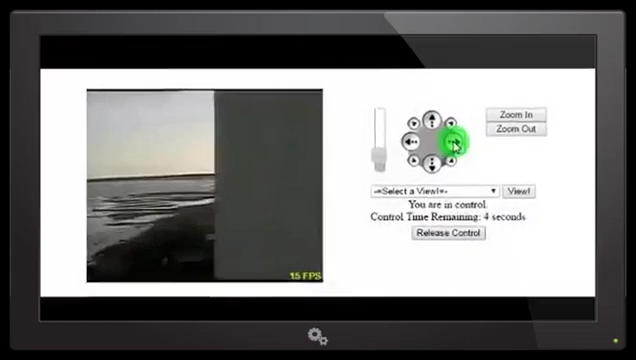 Zoom In
Zoom Out
-=Select a View!=- View!
You are in control.
Control Time Remaining: 4 seconds
Release Control
15 FPS